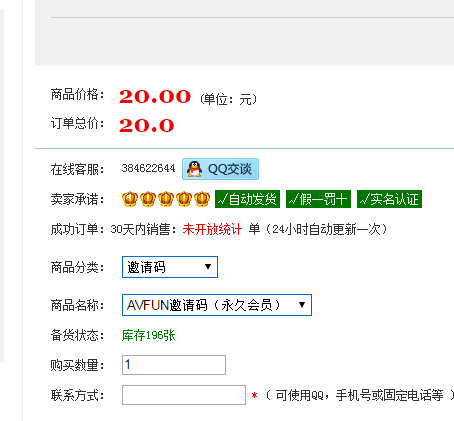 商品价格： 20.00 (单位：元)
订单总价： 20.0
在线客服： 384622644 QQ交谈
卖家承诺： √自动发货 √假一罚十 √实名认证
成功订单：30天内销售：未开放统计 单（24小时自动更新一次）
商品分类： 邀请码
商品名称： AVFUN邀请码（永久会员）
备货状态： 库存196张
购买数量： 1
联系方式： *（ 可使用QQ，手机号或固定电话等 ）